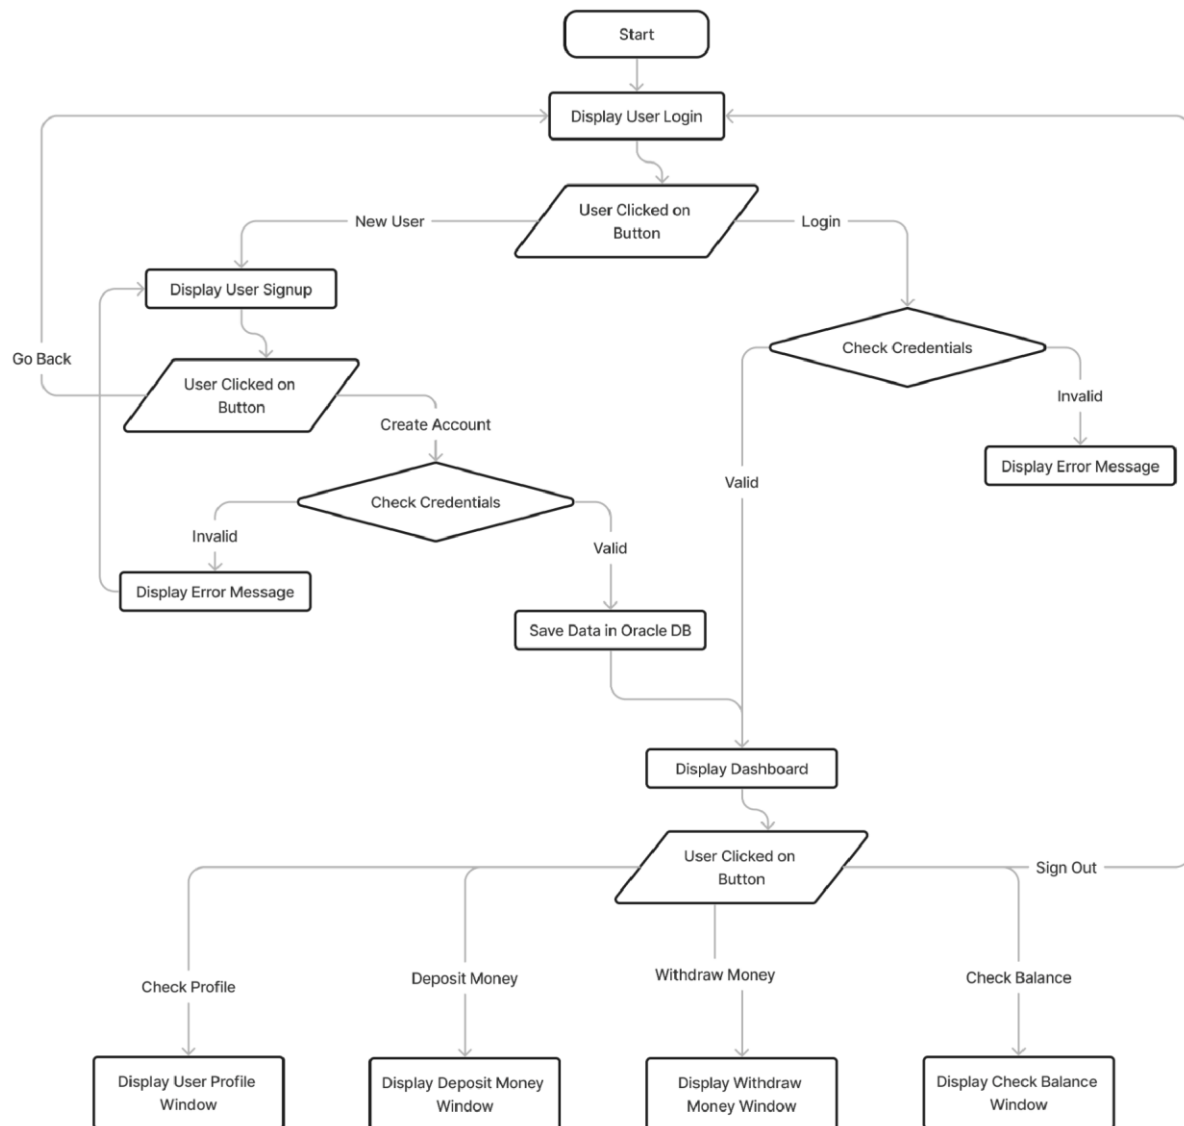 Start
Display User Login
User Clicked on
Button
New User
Login
Display User Signup
Check Credentials
Go Back
User Clicked on
Button
Invalid
Create Account
Display Error Message
Valid
Check Credentials
Invalid
Valid
Display Error Message
Save Data in Oracle DB
Display Dashboard
User Clicked on
Button
Sign Out
Check Profile
Deposit Money
Withdraw Money
Check Balance
Display User Profile
Window
Display Deposit Money
Window
Display Withdraw
Money Window
Display Check Balance
Window